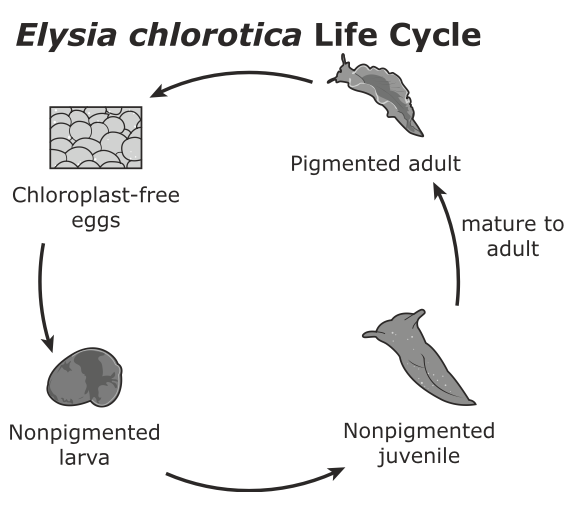 Elysia chlorotica Life Cycle
Pigmented adult
Chloroplast-free
eggs
mature to
adult
Nonpigmented
larva
Nonpigmented
juvenile